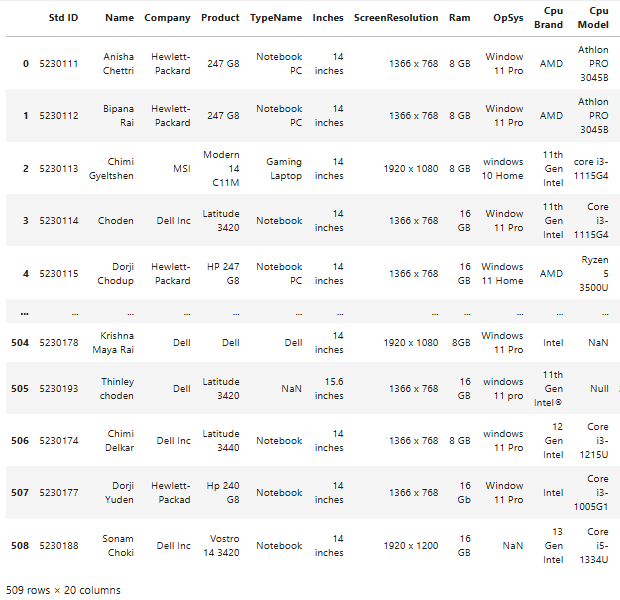 Std ID Name Company Product TypeName Inches ScreenResolution Ram OpSys Cpu Brand Cpu Model
0 5230111 Anisha Chettri Hewlett-Packard 247 G8 Notebook PC 14 inches 1366 x 768 8 GB Window 11 Pro AMD Athlon PRO 3045B
1 5230112 Bipana Rai Hewlett-Packard 247 G8 Notebook PC 14 inches 1366 x 768 8 GB Window 11 Pro AMD Athlon PRO 3045B
2 5230113 Chimi Gyeltshen MSI Modern 14 C11M Gaming Laptop 14 inches 1920 x 1080 8 GB windows 10 Home 11th Gen Intel core i3-1115G4
3 5230114 Choden Dell Inc Latitude 3420 Notebook 14 inches 1366 x 768 16 GB Window 11 Pro 11th Gen Intel Core i3-1115G4
4 5230115 Dorji Chodup Hewlett-Packard HP 247 G8 Notebook PC 14 inches 1366 x 768 16 GB Windows 11 Home AMD Ryzen 5 3500U
... ... ... ... ... ... ... ... ... ... ... ...
504 5230178 Krishna Maya Rai Dell Dell Dell 14 inches 1920 x 1080 8GB Windows 11 Pro Intel NaN
505 5230193 Thinley choden Dell Latitude 3420 NaN 15.6 inches 1366 x 768 16 GB windows 11 pro 11th Gen Intel® Null
506 5230174 Chimi Delkar Dell Inc Latitude 3440 Notebook 14 inches 1366 x 768 8 GB windows 11 Pro 12 Gen Intel Core i3-1215U
507 5230177 Dorji Yuden Hewlett-Packad Hp 240 G8 Notebook 14 inches 1366 x 768 16 Gb Window 11 Pro Intel Core i3-1005G1
508 5230188 Sonam Choki Dell Inc Vostro 14 3420 Notebook 14 inches 1920 x 1200 16 GB NaN 13 Gen Intel Core i5-1334U
509 rows × 20 columns